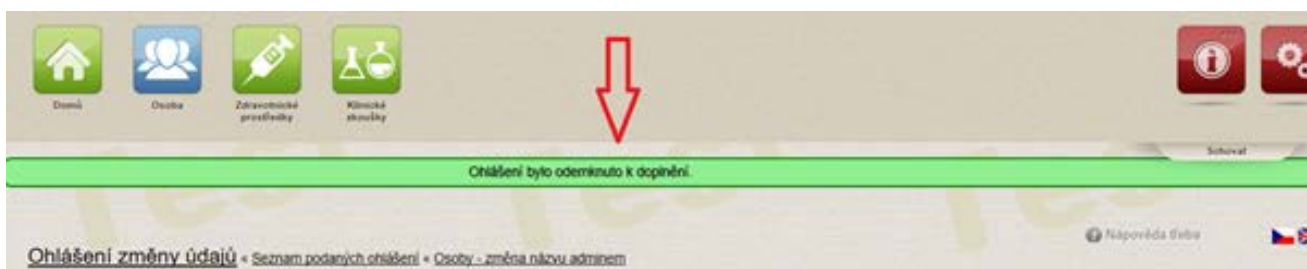 Domů
Osoba
Zdravotnické
prostředky
Klinické
zkoušky
Schovat
Ohlášení bylo odemknuto k doplnění.
Test
Nápověda
Ohlášení změny údajů « Seznam podaných ohlášení « Osoby - změna názvu adminem